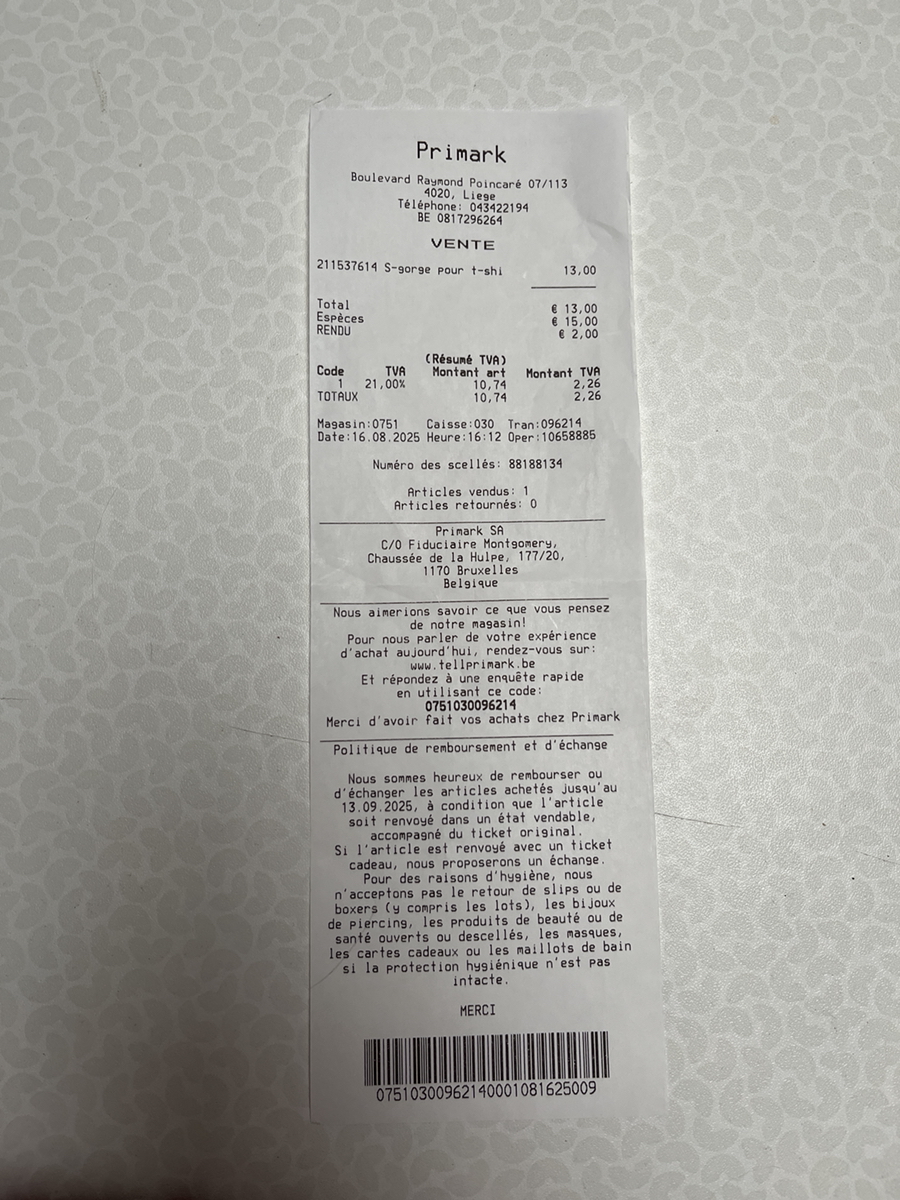 Primark
Boulevard Raymond Poincaré 07/113
4020, Liege
Téléphone: 043422194
BE 0817296264
VENTE
211537614 S-gorge pour t-shi 13,00
Total € 13,00
Espèces € 15,00
RENDU € 2,00
(Résumé TVA)
Code TVA Montant art Montant TVA
1 21,00% 10,74 2,26
TOTAUX 10,74 2,26
Magasin:0751 Caisse:030 Tran:096214
Date:16.08.2025 Heure:16:12 Oper:10658885
Numéro des scellés: 88188134
Articles vendus: 1
Articles retournés: 0
Primark SA
C/O Fiduciaire Montgomery,
Chaussée de la Hulpe, 177/20,
1170 Bruxelles
Belgique
Nous aimerions savoir ce que vous pensez
de notre magasin!
Pour nous parler de votre expérience
d'achat aujourd'hui, rendez-vous sur:
www.tellprimark.be
Et répondez à une enquête rapide
en utilisant ce code:
0751030096214
Merci d'avoir fait vos achats chez Primark
Politique de remboursement et d'échange
Nous sommes heureux de rembourser ou
d'échanger les articles achetés jusqu'au
13.09.2025, à condition que l'article
soit renvoyé dans un état vendable,
accompagné du ticket original.
Si l'article est renvoyé avec un ticket
cadeau, nous proposerons un échange.
Pour des raisons d'hygiène, nous
n'acceptons pas le retour de slips ou de
boxers (y compris les lots), les bijoux
de piercing, les produits de beauté ou de
santé ouverts ou descellés, les masques,
les cartes cadeaux ou les maillots de bain
si la protection hygiénique n'est pas
intacte.
MERCI
07510300962140001081625009